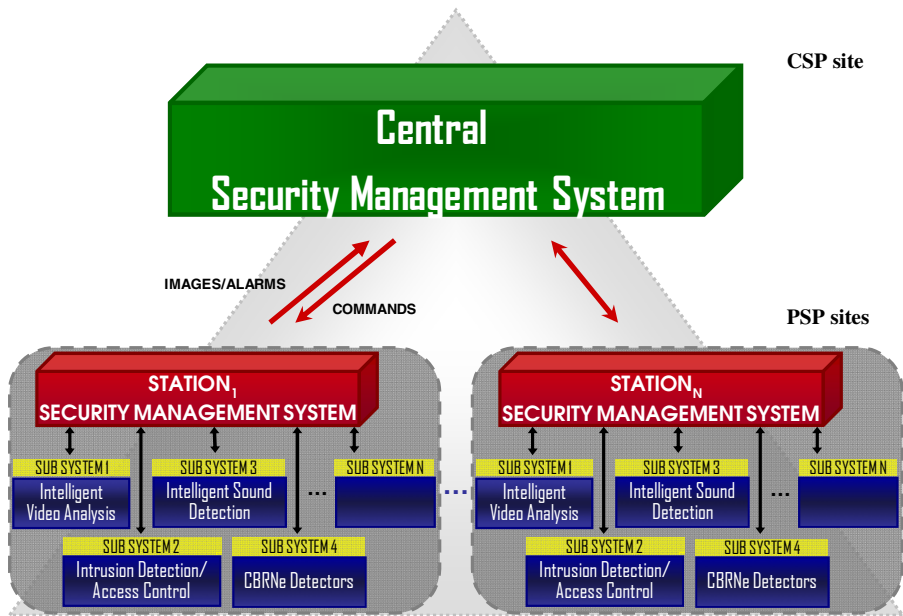 CSP site
Central
Security Management System
IMAGES/ALARMS
COMMANDS
PSP sites
STATION1
SECURITY MANAGEMENT SYSTEM
SUB SYSTEM 1
Intelligent
Video Analysis
SUB SYSTEM 3
Intelligent Sound
Detection
...
SUB SYSTEM N
SUB SYSTEM 2
Intrusion Detection/
Access Control
SUB SYSTEM 4
CBRNe Detectors
...
STATIONN
SECURITY MANAGEMENT SYSTEM
SUB SYSTEM 1
Intelligent
Video Analysis
SUB SYSTEM 3
Intelligent Sound
Detection
...
SUB SYSTEM N
SUB SYSTEM 2
Intrusion Detection/
Access Control
SUB SYSTEM 4
CBRNe Detectors